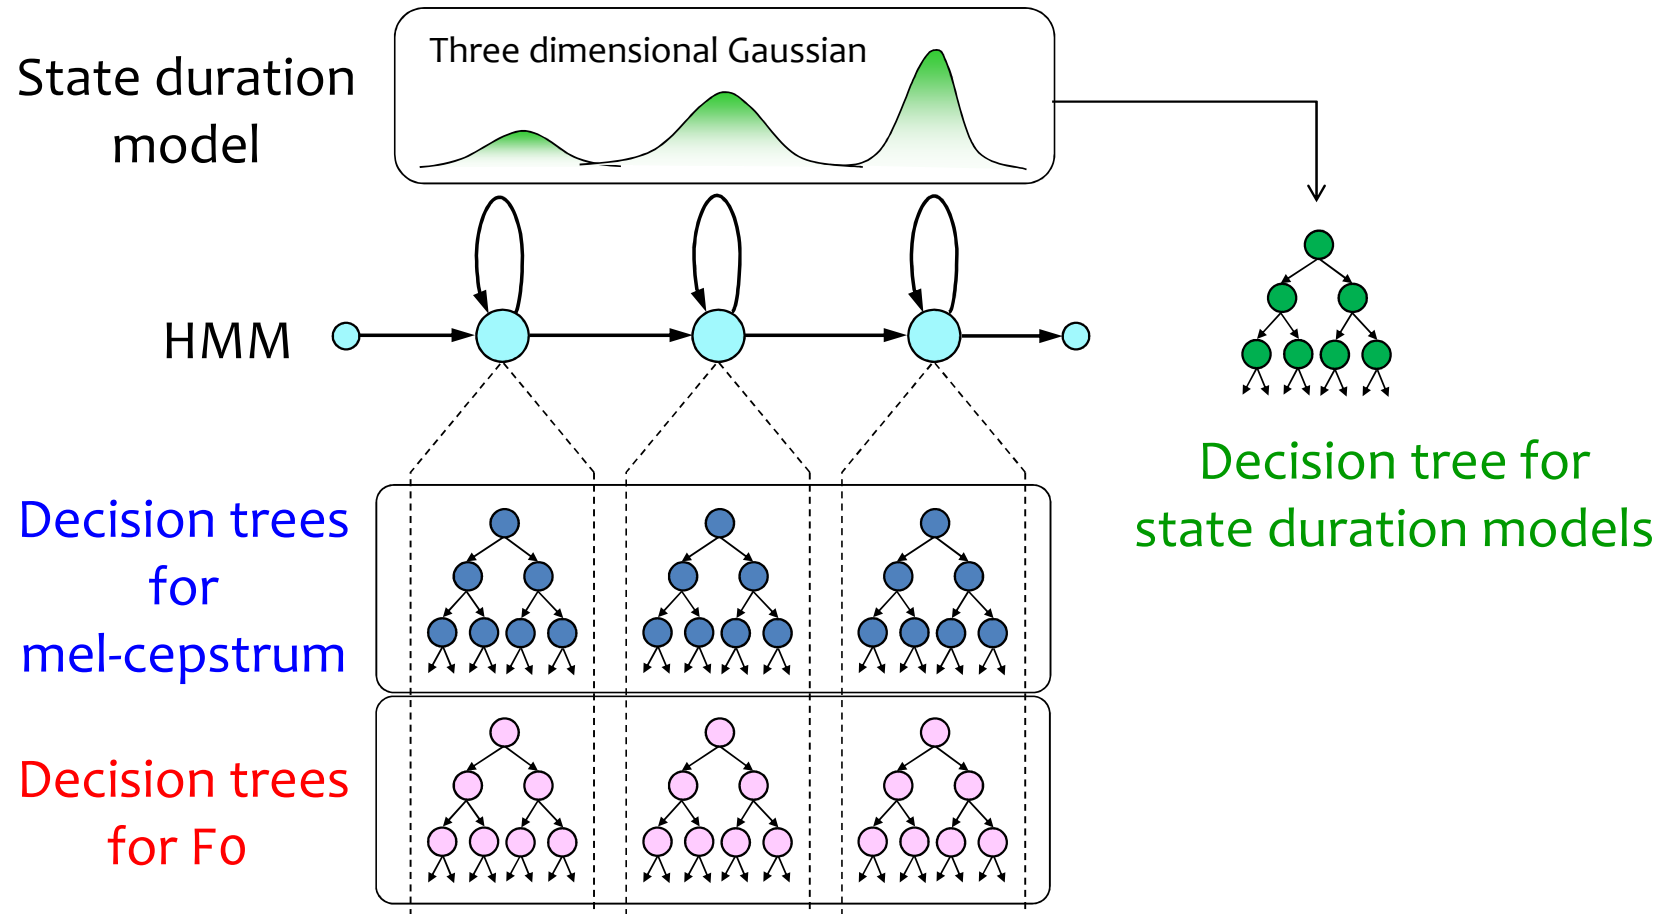 Three dimensional Gaussian
State duration
model
HMM
Decision tree for
state duration models
Decision trees
for
mel-cepstrum
Decision trees
for F0